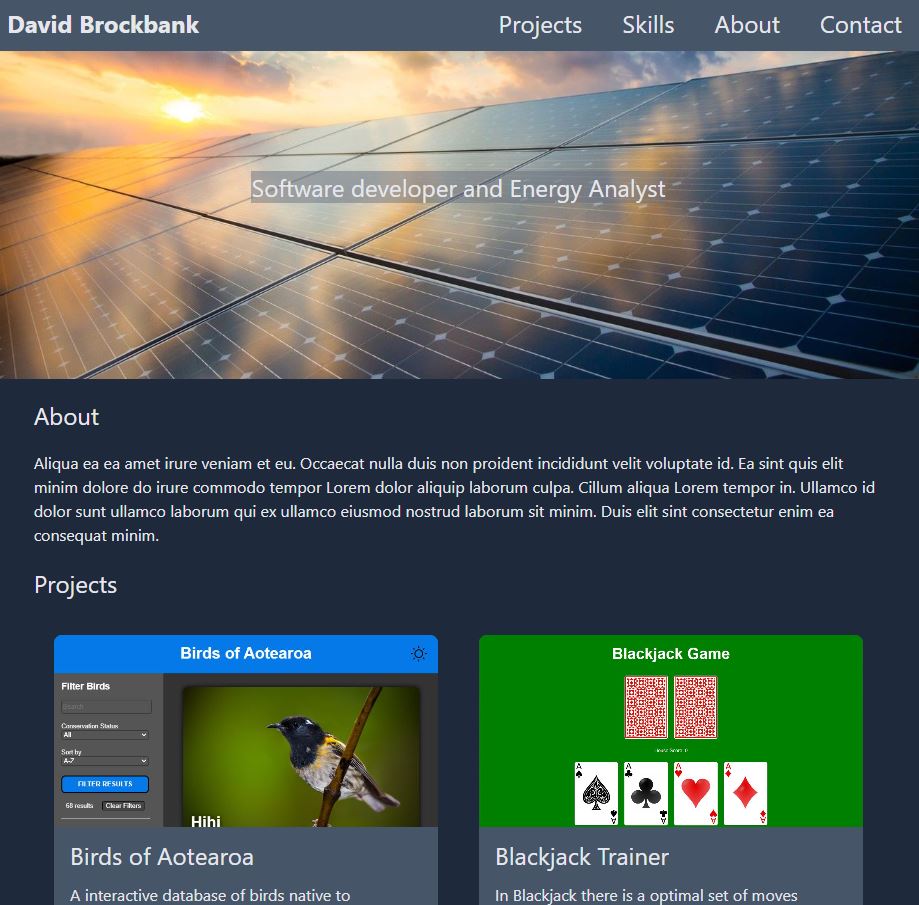 David Brockbank
Projects
Skills
About
Contact
Software developer and Energy Analyst
About
Aliqua ea ea amet irure veniam et eu. Occaecat nulla duis non proident incididunt velit voluptate id. Ea sint quis elit
minim dolore do irure commodo tempor Lorem dolor aliquip laborum culpa. Cillum aliqua Lorem tempor in. Ullamco id
dolor sunt ullamco laborum qui ex ullamco eiusmod nostrud laborum sit minim. Duis elit sint consectetur enim ea
consequat minim.
Projects
Birds of Aotearoa
Filter Birds
Search
Conservation Status
All
Sort by
A-Z
FILTER RESULTS
68 results
Clear Filters
Hihi
Birds of Aotearoa
A interactive database of birds native to
Blackjack Game
House Score: 0
A
A
A
A
A
A
A
A
Blackjack Trainer
In Blackjack there is a optimal set of moves